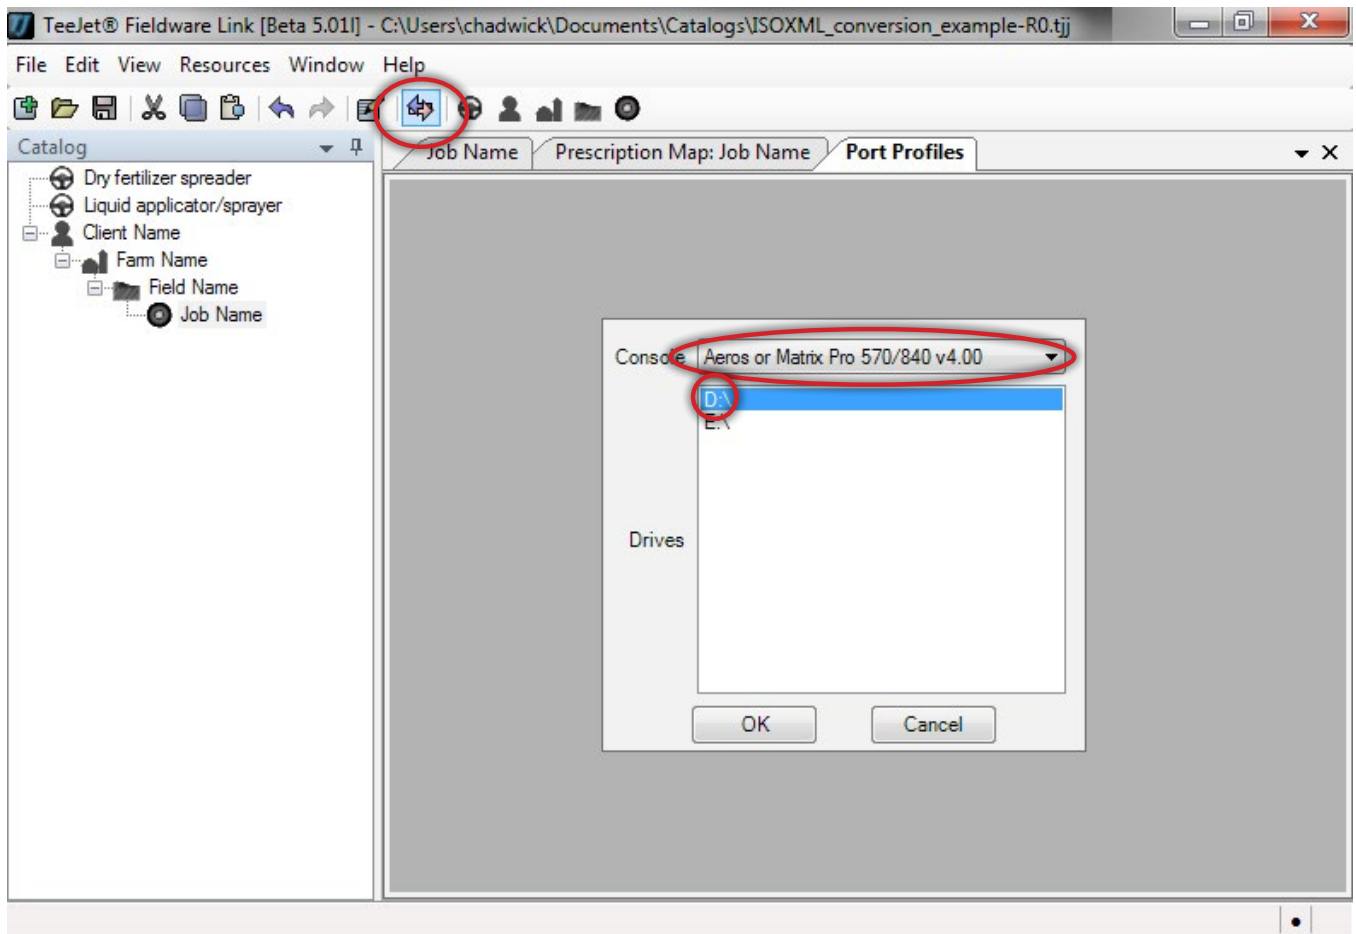 TeeJet® Fieldware Link [Beta 5.01l] - C:\Users\chadwick\Documents\Catalogs\ISOXML_conversion_example-R0.tjj
File Edit View Resources Window Help
Catalog
Job Name Prescription Map: Job Name Port Profiles
Dry fertilizer spreader
Liquid applicator/sprayer
Client Name
Farm Name
Field Name
Job Name
Console Aeros or Matrix Pro 570/840 v4.00
D:\
E:\
Drives
OK Cancel